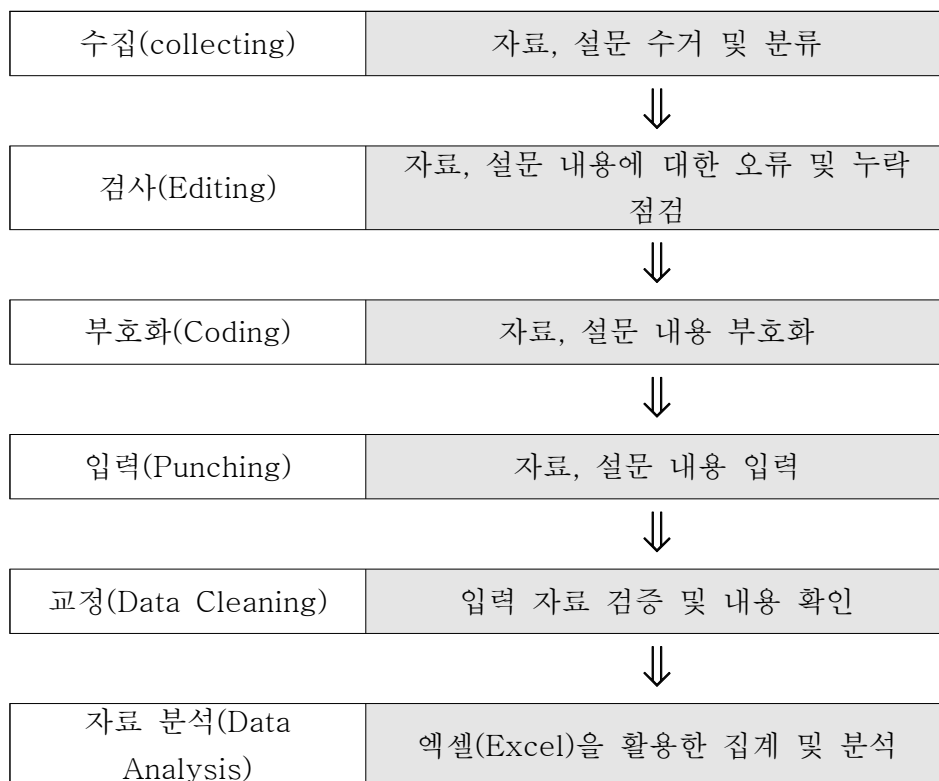 수집(collecting)
자료, 설문 수거 및 분류
⇓
검사(Editing)
자료, 설문 내용에 대한 오류 및 누락
점검
⇓
부호화(Coding)
자료, 설문 내용 부호화
⇓
입력(Punching)
자료, 설문 내용 입력
⇓
교정(Data Cleaning)
입력 자료 검증 및 내용 확인
⇓
자료 분석(Data
Analysis)
엑셀(Excel)을 활용한 집계 및 분석